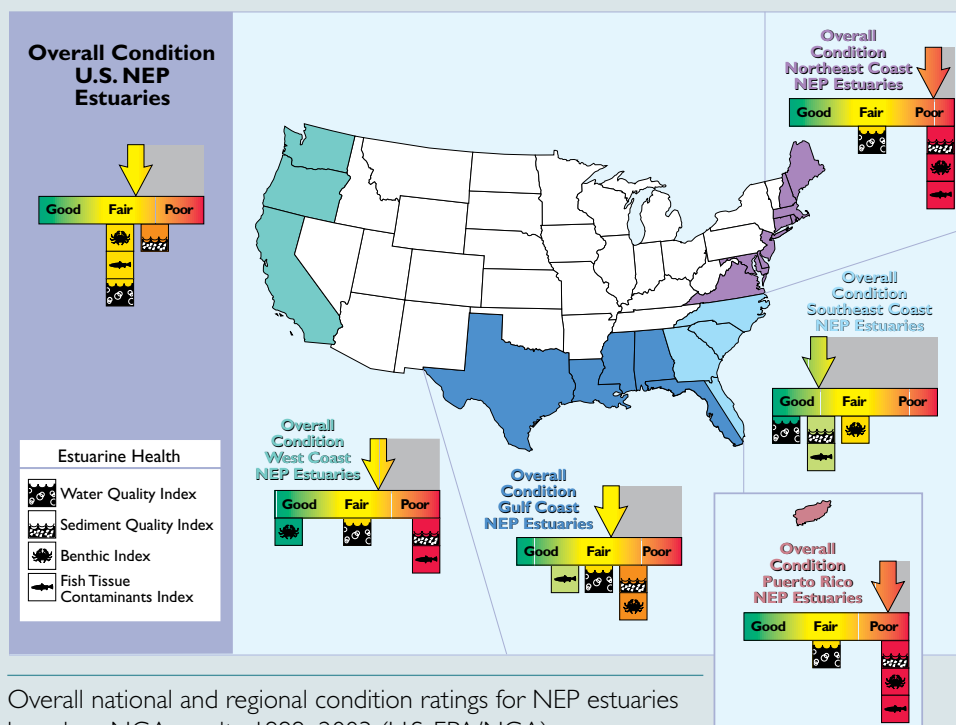 Overall Condition
U.S. NEP
Estuaries
Good Fair Poor
Estuarine Health
Water Quality Index
Sediment Quality Index
Benthic Index
Fish Tissue
Contaminants Index
Overall
Condition
Northeast Coast
NEP Estuaries
Good Fair Poor
Overall
Condition
Southeast Coast
NEP Estuaries
Good Fair Poor
Overall
Condition
West Coast
NEP Estuaries
Good Fair Poor
Overall
Condition
Gulf Coast
NEP Estuaries
Good Fair Poor
Overall
Condition
Puerto Rico
NEP Estuaries
Good Fair Poor
Overall national and regional condition ratings for NEP estuaries